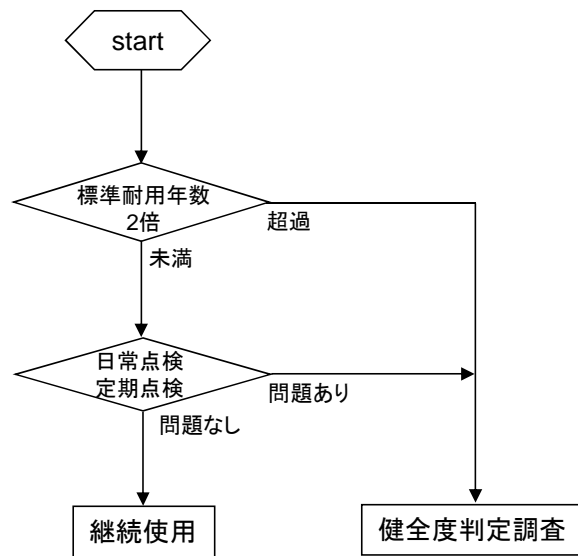 start
標準耐用年数
2倍
超過
未満
日常点検
定期点検
問題あり
問題なし
継続使用
健全度判定調査